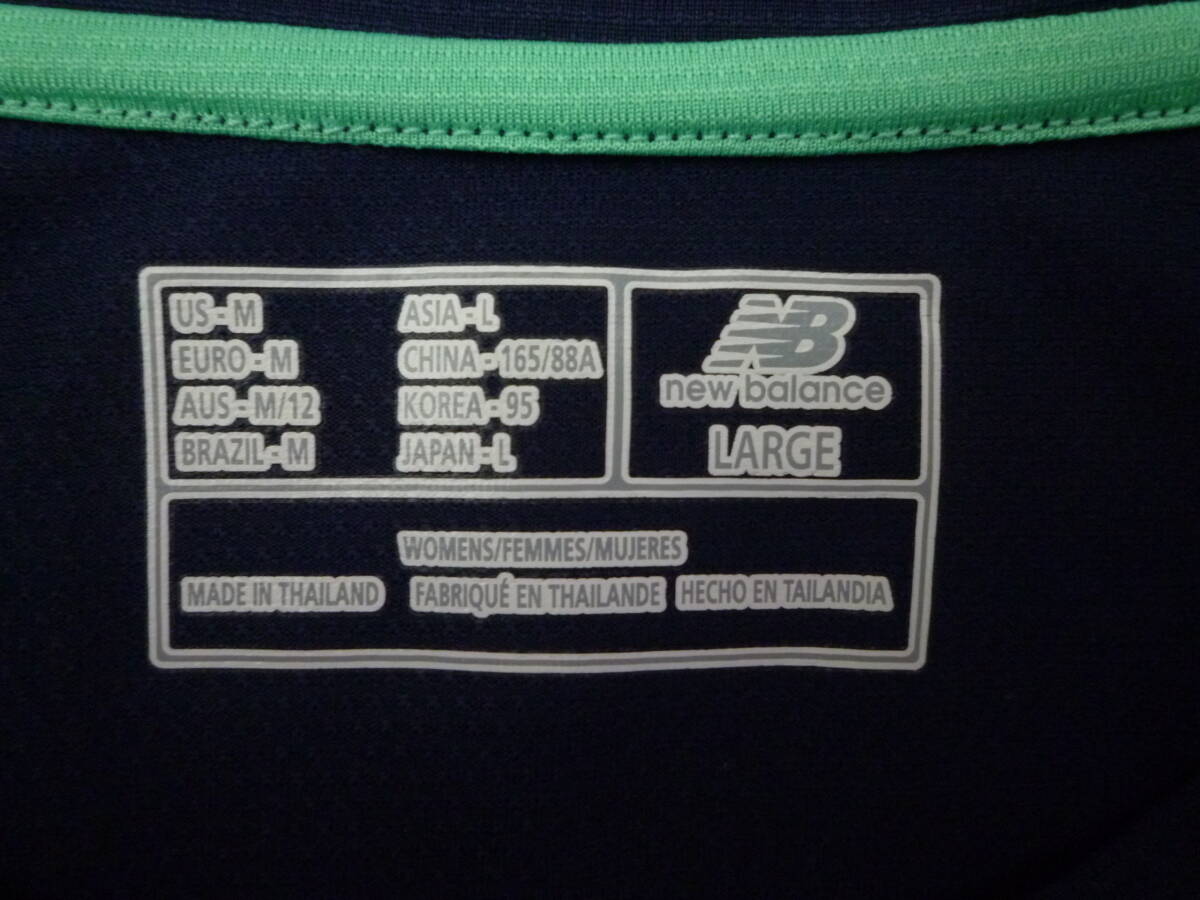 US-M
EURO-M
AUS-M/12
BRAZIL-M
ASIA-L
CHINA-165/88A
KOREA-95
JAPAN-L
NB
new balance
LARGE
WOMENS/FEMMES/MUJERES
MADE IN THAILAND FABRIQUÉ EN THAILANDE HECHO EN TAILANDIA